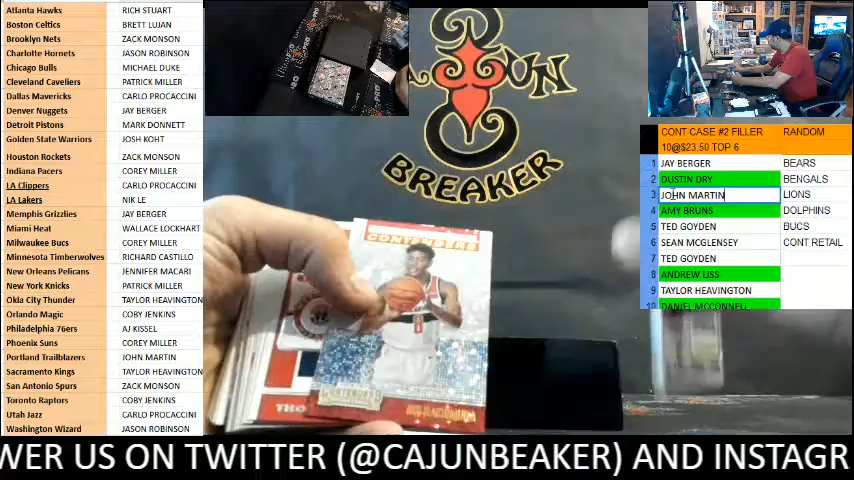 Atlanta Hawks RICH STUART
Boston Celtics BRETT LUJAN
Brooklyn Nets ZACK MONSON
Charlotte Hornets JASON ROBINSON
Chicago Bulls MICHAEL DUKE
Cleveland Caveliers PATRICK MILLER
Dallas Mavericks CARLO PROCACCINI
Denver Nuggets JAY BERGER
Detroit Pistons MARK DONNETT
Golden State Warriors JOSH KOHT
Houston Rockets ZACK MONSON
Indiana Pacers COREY MILLER
LA Clippers CARLO PROCACCINI
LA Lakers NIK LE
Memphis Grizzlies JAY BERGER
Miami Heat WALLACE LOCKHART
Milwaukee Bucs COREY MILLER
Minnesota Timberwolves RICHARD CASTILLO
New Orleans Pelicans JENNIFER MACARI
New York Knicks PATRICK MILLER
Okla City Thunder TAYLOR HEAVINGTON
Orlando Magic COBY JENKINS
Philadelphia 76ers AJ KISSEL
Phoenix Suns COREY MILLER
Portland Trailblazers JOHN MARTIN
Sacramento Kings TAYLOR HEAVINGTON
San Antonio Spurs ZACK MONSON
Toronto Raptors COBY JENKINS
Utah Jazz CARLO PROCACCINI
Washington Wizard JASON ROBINSON
UN
BREAKER
CONTENDERS
CONTENDERS
THO
CONT CASE #2 FILLER RANDOM
10@$23.50 TOP 6
1 JAY BERGER BEARS
2 DUSTIN DRY BENGALS
3 JOHN MARTIN LIONS
4 AMY BRUNS DOLPHINS
5 TED GOYDEN BUCS
6 SEAN MCGLENSEY CONT RETAIL
7 TED GOYDEN
8 ANDREW LISS
9 TAYLOR HEAVINGTON
10 DANIEL MCCONNELL
WER US ON TWITTER (@CAJUNBEAKER) AND INSTAGR